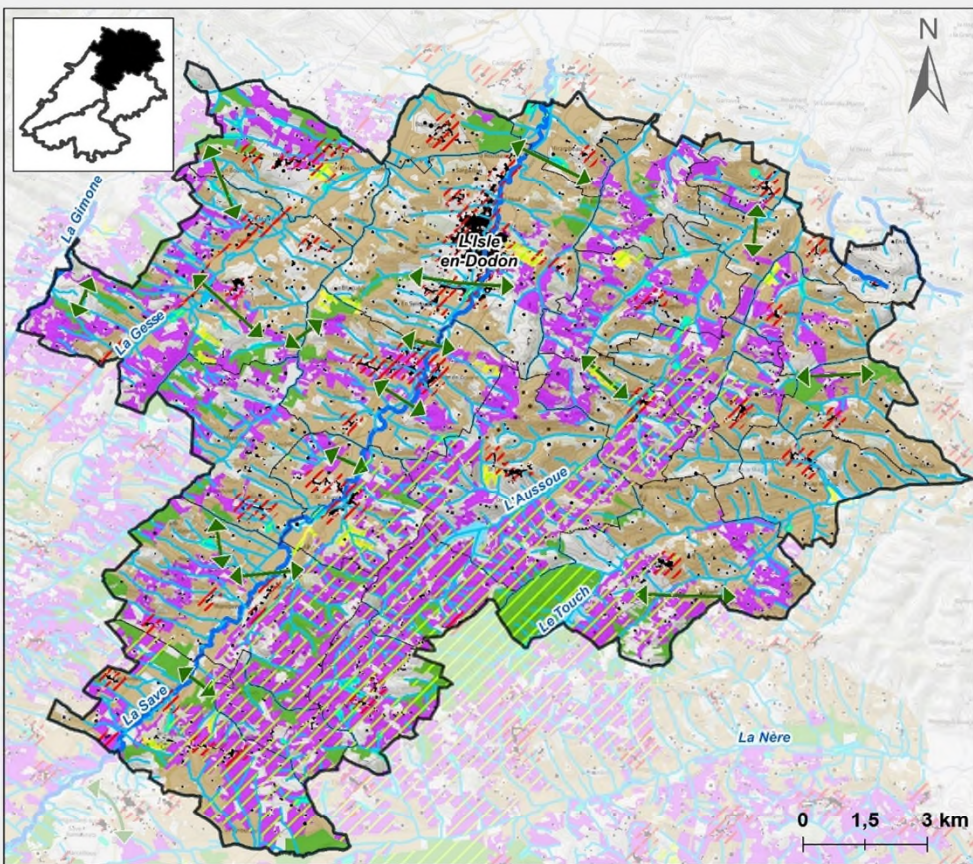 N
La Gimone
L'Isle
en-Dodon
La Gesse
L'Aussoue
Le Touch
La Save
La Nère
0 1,5 3 km